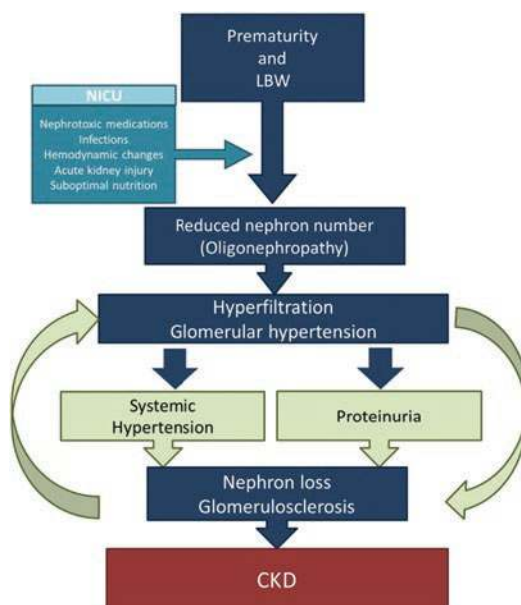 Prematurity
and
LBW
NICU
Nephrotoxic medications
Infections
Hemodynamic changes
Acute kidney injury
Suboptimal nutrition
Reduced nephron number
(Oligonephropathy)
Hyperfiltration
Glomerular hypertension
Systemic
Hypertension
Proteinuria
Nephron loss
Glomerulosclerosis
CKD